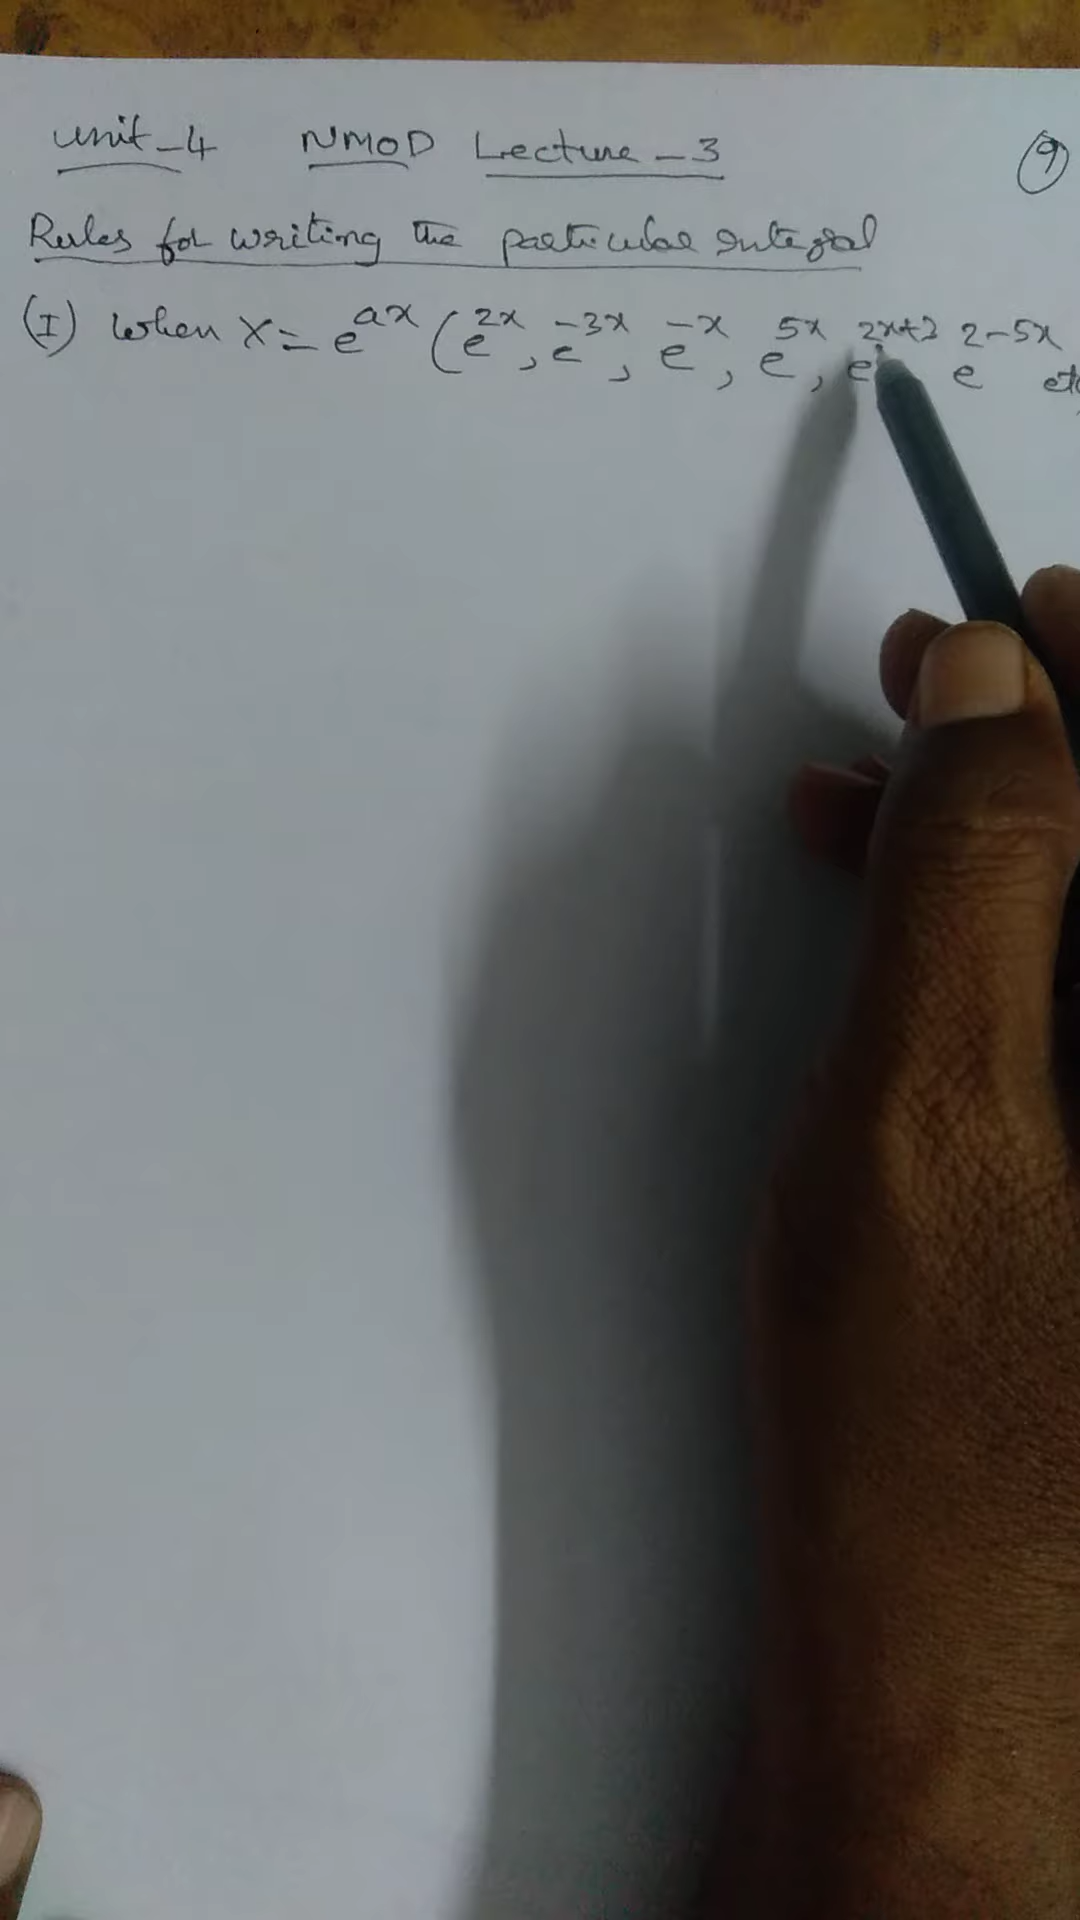 Unit-4 NMOD Lecture-3 (9)
Rules for writing the particular Integral
(I) when X = e^ax (e^2x, e^-3x, e^-x, e^5x, e^2x+3 e^2-5x etc